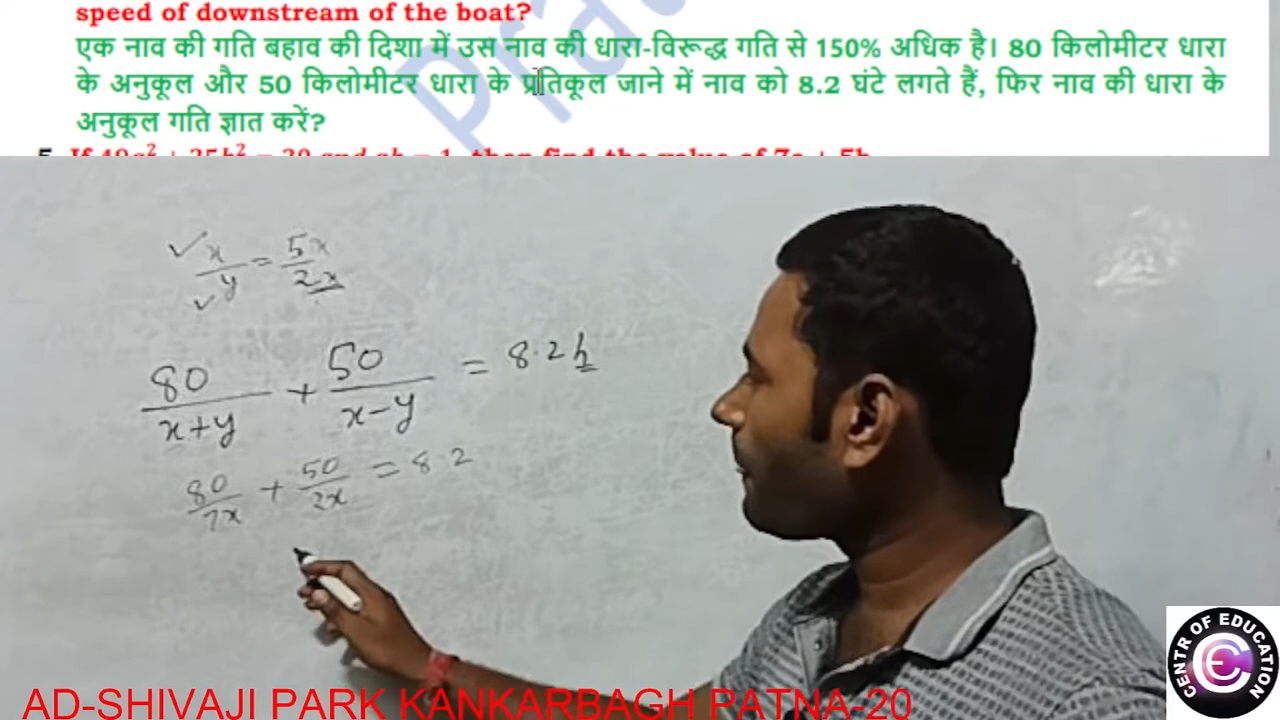 speed of downstream of the boat?
एक नाव की गति बहाव की दिशा में उस नाव की धारा-विरूद्ध गति से 150% अधिक है। 80 किलोमीटर धारा
के अनुकूल और 50 किलोमीटर धारा के प्रतिकूल जाने में नाव को 8.2 घंटे लगते हैं, फिर नाव की धारा के
अनुकूल गति ज्ञात करें?
x/y = 5x/2x
80/(x+y) + 50/(x-y) = 8.2 h
80/7x + 50/2x = 8.2
CENTR OF EDUCATION
AD-SHIVAJI PARK KANKARBAGH PATNA-20